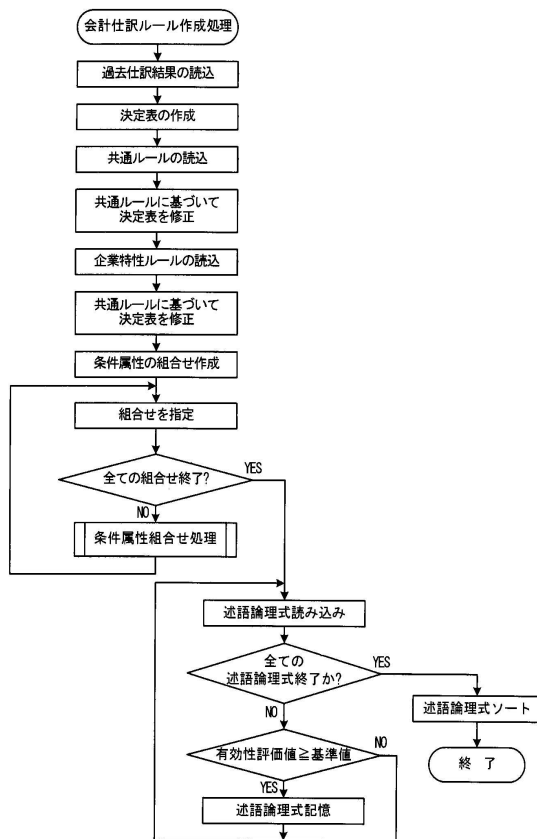 会計仕訳ルール作成処理
過去仕訳結果の読込
決定表の作成
共通ルールの読込
共通ルールに基づいて
決定表を修正
企業特性ルールの読込
共通ルールに基づいて
決定表を修正
条件属性の組合せ作成
組合せを指定
全ての組合せ終了?
YES
NO
条件属性組合せ処理
述語論理式読み込み
全ての
述語論理式終了か?
YES
NO
述語論理式ソート
終 了
有効性評価値≧基準値
NO
YES
述語論理式記憶